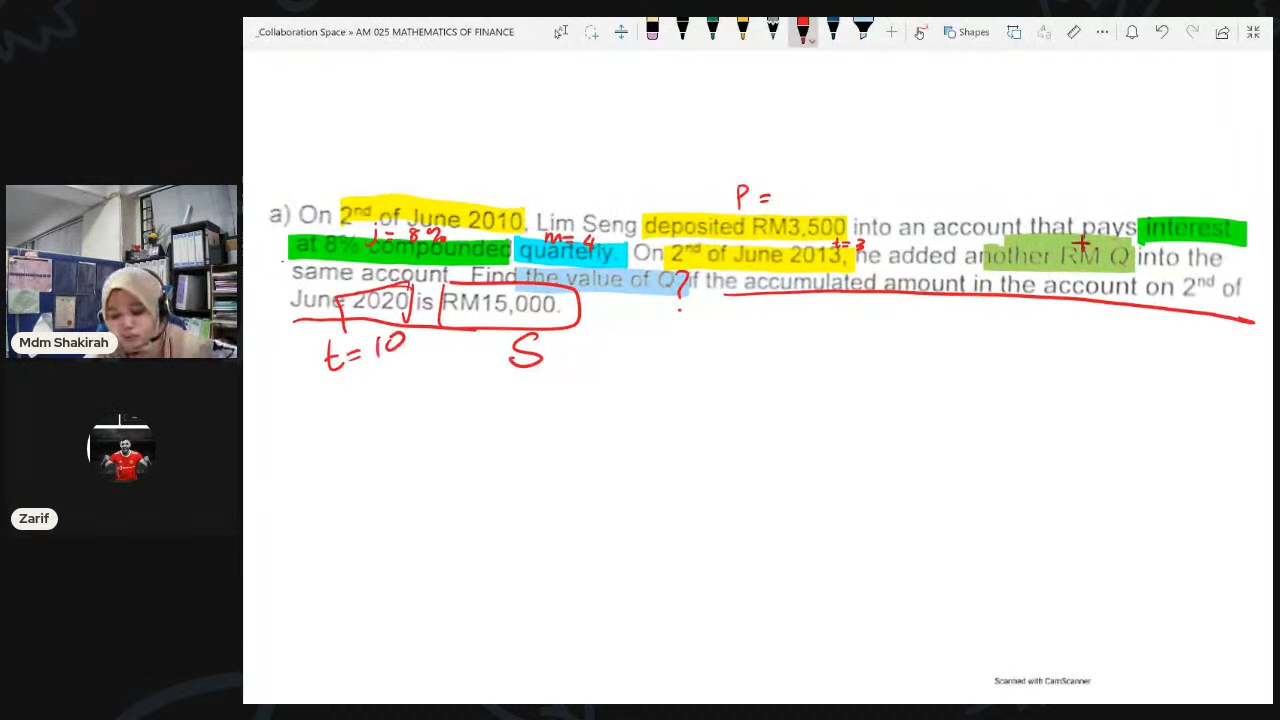 _Collaboration Space » AM 025 MATHEMATICS OF FINANCE
Shapes
P =
a) On 2nd of June 2010, Lim Seng deposited RM3,500 into an account that pays interest
j = 8% m= 4 t= 3 +
at 8% compounded quarterly. On 2nd of June 2013, he added another RM Q into the
same account. Find the value of Q if the accumulated amount in the account on 2nd of
?
June 2020 is RM15,000.
t= 10 S
Mdm Shakirah
Zarif
Scanned with CamScanner